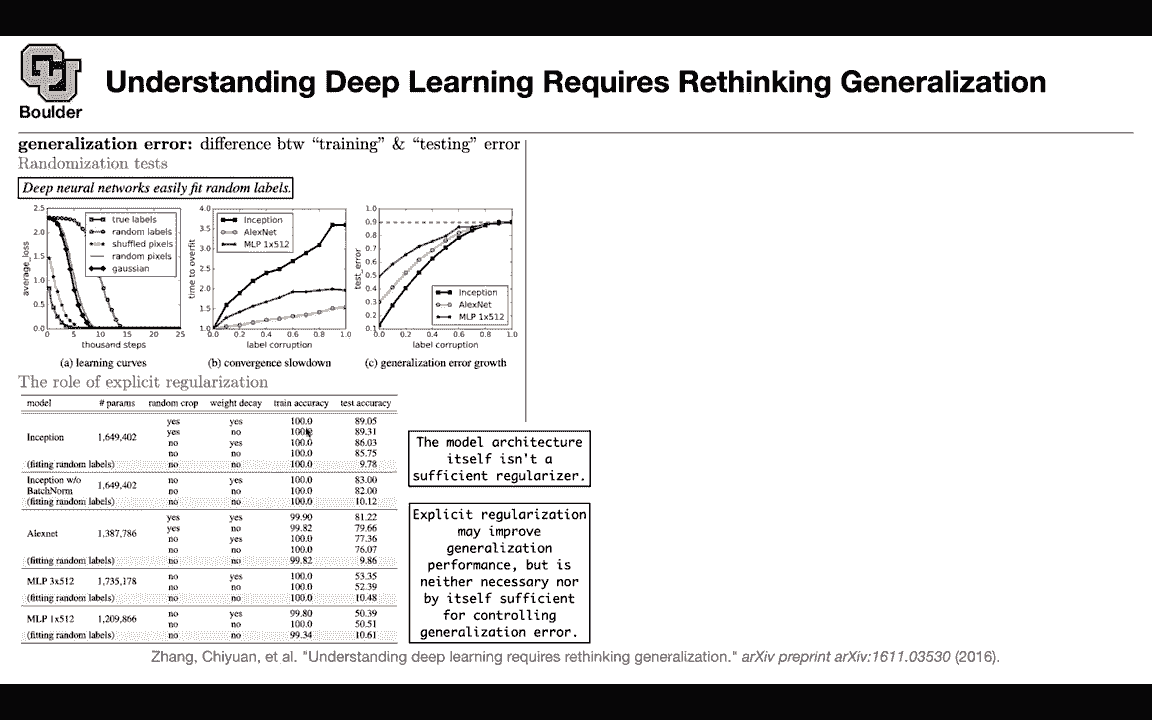 Boulder
Understanding Deep Learning Requires Rethinking Generalization
generalization error: difference btw “training” & “testing” error
Randomization tests
Deep neural networks easily fit random labels.
2.5
2.0
1.5
1.0
0.5
0.0
average_loss
true labels
random labels
shuffled pixels
random pixels
gaussian
0 5 10 15 20 25
thousand steps
(a) learning curves
4.0
3.5
3.0
2.5
2.0
1.5
1.0
time to overfit
Inception
AlexNet
MLP 1x512
0.0 0.2 0.4 0.6 0.8 1.0
label corruption
(b) convergence slowdown
1.0
0.9
0.8
0.7
0.6
0.5
0.4
0.3
0.2
0.1
test_error
Inception
AlexNet
MLP 1x512
0.0 0.2 0.4 0.6 0.8 1.0
label corruption
(c) generalization error growth
The role of explicit regularization
model # params random crop weight decay train accuracy test accuracy
yes yes 100.0 89.05
yes no 100.0 89.31
Inception 1,649,402
no yes 100.0 86.03
no no 100.0 85.75
(fitting random labels) no no 100.0 9.78
Inception w/o BatchNorm 1,649,402
no yes 100.0 83.00
no no 100.0 82.00
(fitting random labels) no no 100.0 10.12
yes yes 99.90 81.22
yes no 99.82 79.66
Alexnet 1,387,786
no yes 100.0 77.36
no no 100.0 76.07
(fitting random labels) no no 99.82 9.86
MLP 3x512 1,735,178
no yes 100.0 53.35
no no 100.0 52.39
(fitting random labels) no no 100.0 10.48
MLP 1x512 1,209,866
no yes 99.80 50.39
no no 100.0 50.51
(fitting random labels) no no 99.34 10.61
The model architecture
itself isn't a
sufficient regularizer.
Explicit regularization
may improve
generalization
performance, but is
neither necessary nor
by itself sufficient
for controlling
generalization error.
Zhang, Chiyuan, et al. "Understanding deep learning requires rethinking generalization." arXiv preprint arXiv:1611.03530 (2016).